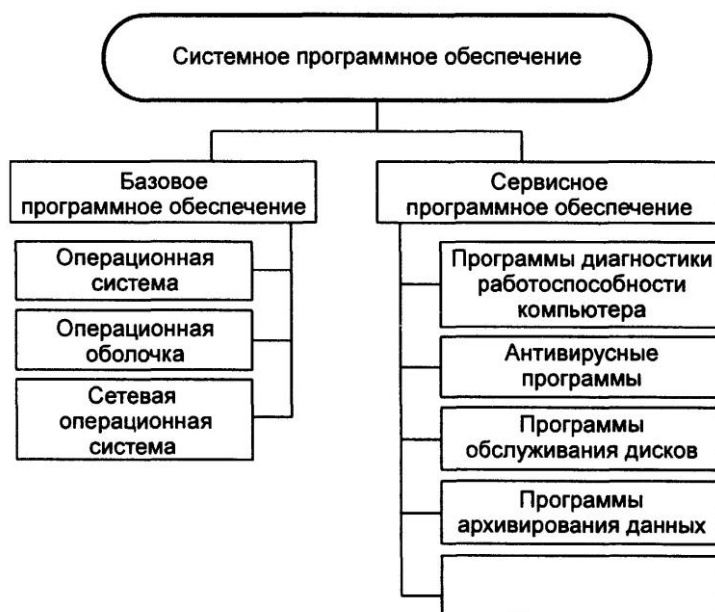 Системное программное обеспечение
Базовое
программное обеспечение
Операционная
система
Операционная
оболочка
Сетевая
операционная
система
Сервисное
программное обеспечение
Программы диагностики
работоспособности
компьютера
Антивирусные
программы
Программы
обслуживания дисков
Программы
архивирования данных